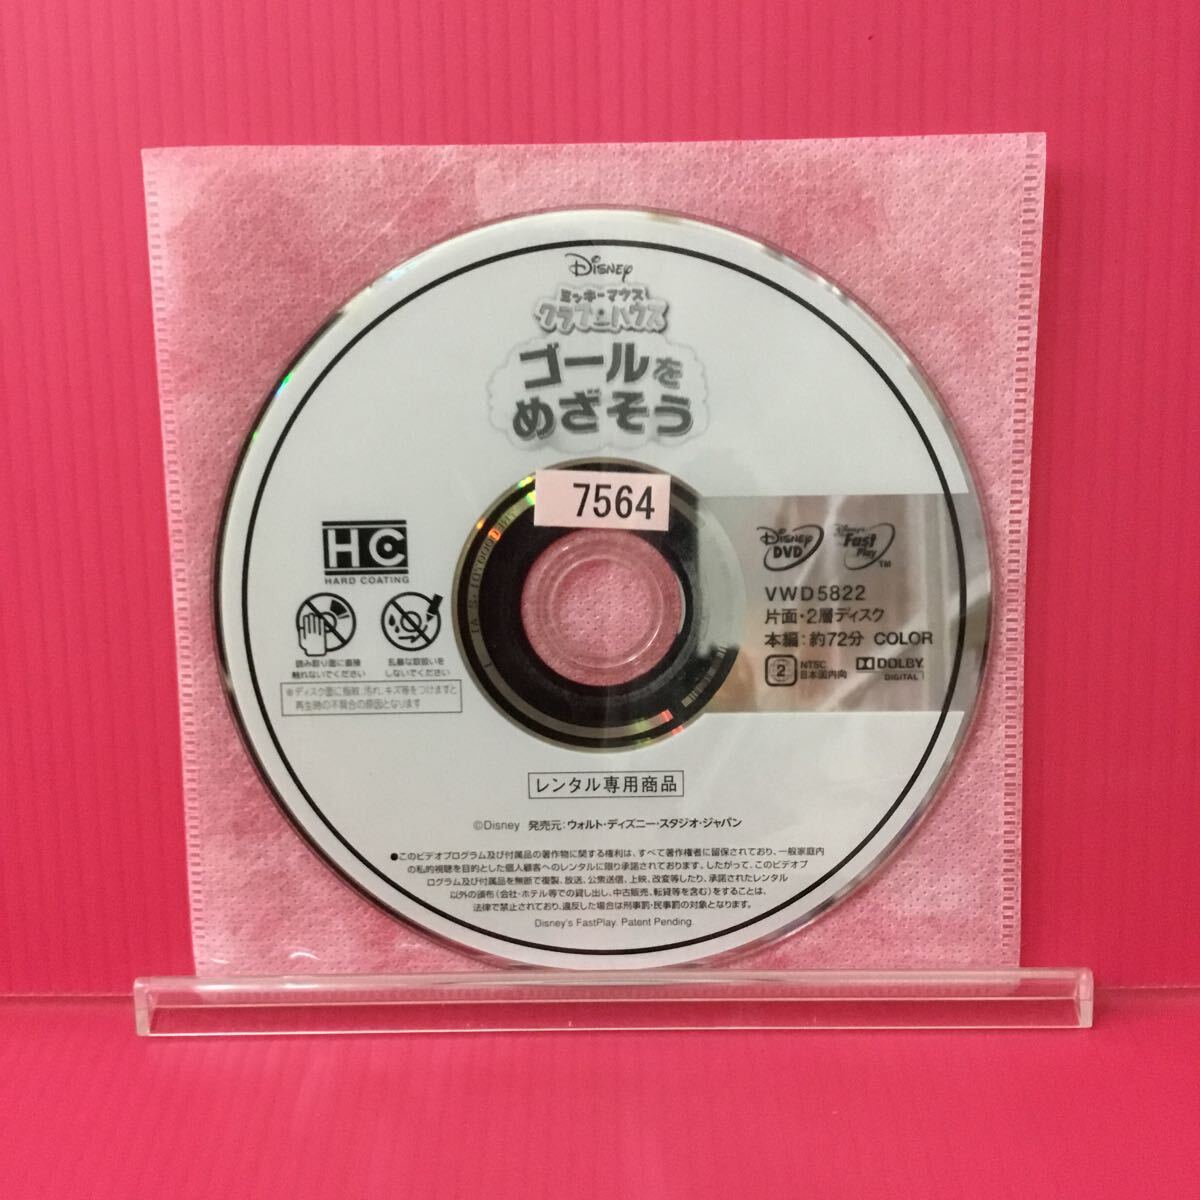 Disney
ミッキーマウス
クラブハウス
ゴールを
めざそう
7564
HC
HARD COATING
読み取り面に直接
触れないでください
乱暴な取扱いを
しないでください
※ディスク面に指紋、汚れ、キズ等をつけますと
再生時の不具合の原因となります
Disney DVD
Disney's Fast Play TM
VWD5822
片面・2層ディスク
本編：約72分 COLOR
2 NTSC
日本国内向
DOLBY
DIGITAL
レンタル専用商品
©Disney 発売元：ウォルト・ディズニー・スタジオ・ジャパン
●このビデオプログラム及び付属品の著作物に関する権利は、すべて著作権者に留保されており、一般家庭内
の私的視聴を目的とした個人顧客へのレンタルに限り承諾されております。したがって、このビデオプ
ログラム及び付属品を無断で複製、放送、公衆送信、上映、改変等したり、承諾されたレンタル
以外の頒布（会社・ホテル等での貸し出し、中古販売、転貸等を含む）をすることは、
法律で禁止されており、違反した場合は刑事罰・民事罰の対象となります。
Disney's FastPlay. Patent Pending.